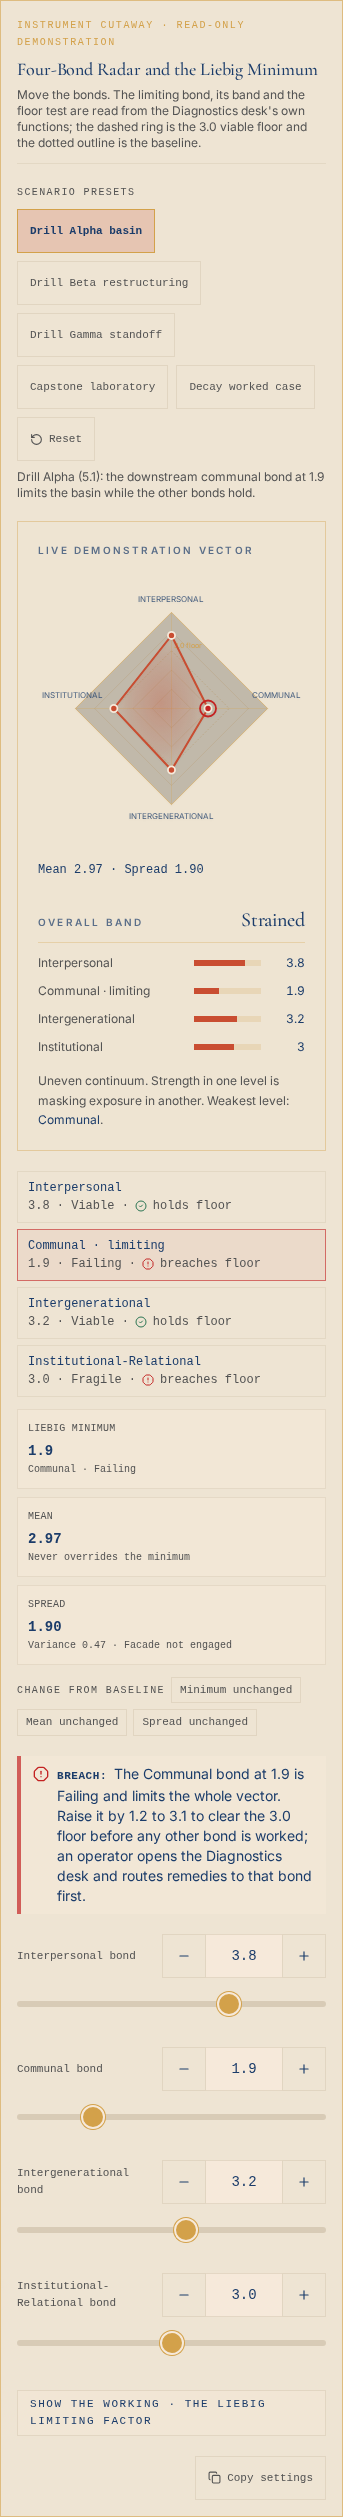 INSTRUMENT CUTAWAY · READ-ONLY
DEMONSTRATION
Four-Bond Radar and the Liebig Minimum
Move the bonds. The limiting bond, its band and the
floor test are read from the Diagnostics desk's own
functions; the dashed ring is the 3.0 viable floor and
the dotted outline is the baseline.
SCENARIO PRESETS
Drill Alpha basin
Drill Beta restructuring
Drill Gamma standoff
Capstone laboratory
Decay worked case
Reset
Drill Alpha (5.1): the downstream communal bond at 1.9
limits the basin while the other bonds hold.
LIVE DEMONSTRATION VECTOR
INTERPERSONAL
INSTITUTIONAL
COMMUNAL
INTERGENERATIONAL
Mean 2.97 · Spread 1.90
OVERALL BAND
Strained
Interpersonal 3.8
Communal · limiting 1.9
Intergenerational 3.2
Institutional 3
Uneven continuum. Strength in one level is
masking exposure in another. Weakest level:
Communal.
Interpersonal
3.8 · Viable · holds floor
Communal · limiting
1.9 · Failing · breaches floor
Intergenerational
3.2 · Viable · holds floor
Institutional-Relational
3.0 · Fragile · breaches floor
LIEBIG MINIMUM
1.9
Communal · Failing
MEAN
2.97
Never overrides the minimum
SPREAD
1.90
Variance 0.47 · Facade not engaged
CHANGE FROM BASELINE
Minimum unchanged
Mean unchanged
Spread unchanged
BREACH: The Communal bond at 1.9 is
Failing and limits the whole vector.
Raise it by 1.2 to 3.1 to clear the 3.0
floor before any other bond is worked;
an operator opens the Diagnostics
desk and routes remedies to that bond
first.
Interpersonal bond
− 3.8 +
Communal bond
− 1.9 +
Intergenerational
bond
− 3.2 +
Institutional-
Relational bond
− 3.0 +
SHOW THE WORKING · THE LIEBIG
LIMITING FACTOR
Copy settings